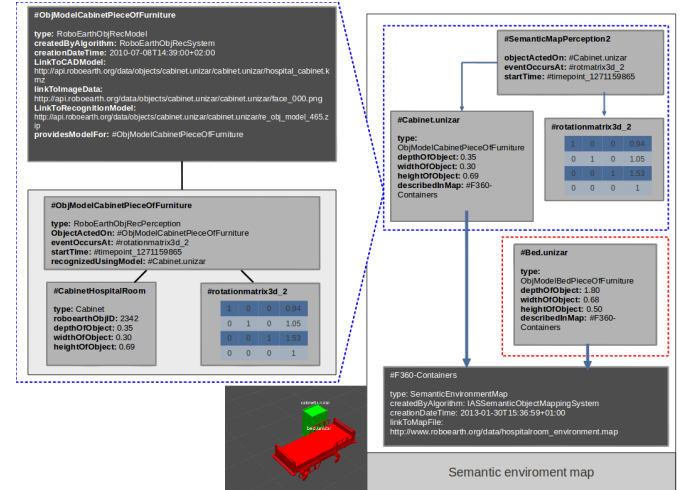 #ObjModelCabinetPieceOfFurniture
type: RoboEarthObjRecModel
createdByAlgorithm: RoboEarthObjRecSystem
creationDateTime: 2010-07-08T14:39:00+02:00
LinkToCADModel:
http://api.roboearth.org/data/objects/cabinet.unizar/cabinet.unizar/hospital_cabinet.k
mz
linkToImageData:
http://api.roboearth.org/data/objects/cabinet.unizar/cabinet.unizar/face_000.png
LinkToRecognitionModel:
http://api.roboearth.org/data/objects/cabinet.unizar/cabinet.unizar/re_obj_model_465.z
ip
providesModelFor: #ObjModelCabinetPieceOfFurniture
#ObjModelCabinetPieceOfFurniture
type: RoboEarthObjRecPerception
ObjectActedOn: #ObjModelCabinetPieceOfFurniture
eventOccursAt: #rotationmatrix3d_2
startTime: #timepoint_1271159865
recognizedUsingModel: #Cabinet.unizar
#CabinetHospitalRoom
type: Cabinet
roboearthObjID: 2342
depthOfObject: 0.35
widthOfObject: 0.30
heightOfObject: 0.69
#rotationmatrix3d_2
1 0 0 0.94
0 1 0 1.05
0 0 1 1.53
0 0 0 1
#SemanticMapPerception2
objectActedOn: #Cabinet.unizar
eventOccursAt: #rotmatrix3d_2
startTime: #timepoint_1271159865
#Cabinet.unizar
type:
ObjModelCabinetPieceOfFurniture
depthOfObject: 0.35
widthOfObject: 0.30
heightOfObject: 0.69
describedInMap: #F360-
Containers
#rotationmatrix3d_2
1 0 0 0.94
0 1 0 1.05
0 0 1 1.53
0 0 0 1
#Bed.unizar
type:
ObjModelBedPieceOfFurniture
depthOfObject: 1.80
widthOfObject: 0.68
heightOfObject: 0.50
describedInMap: #F360-
Containers
#F360-Containers
type: SemanticEnvironmentMap
createdByAlgorithm: IASSemanticObjectMappingSystem
creationDateTime: 2013-01-30T15:36:59+01:00
linkToMapFile:
http://www.roboearth.org/data/hospitalroom_environment.map
cabinet.unizar
bed.unizar
Semantic enviroment map